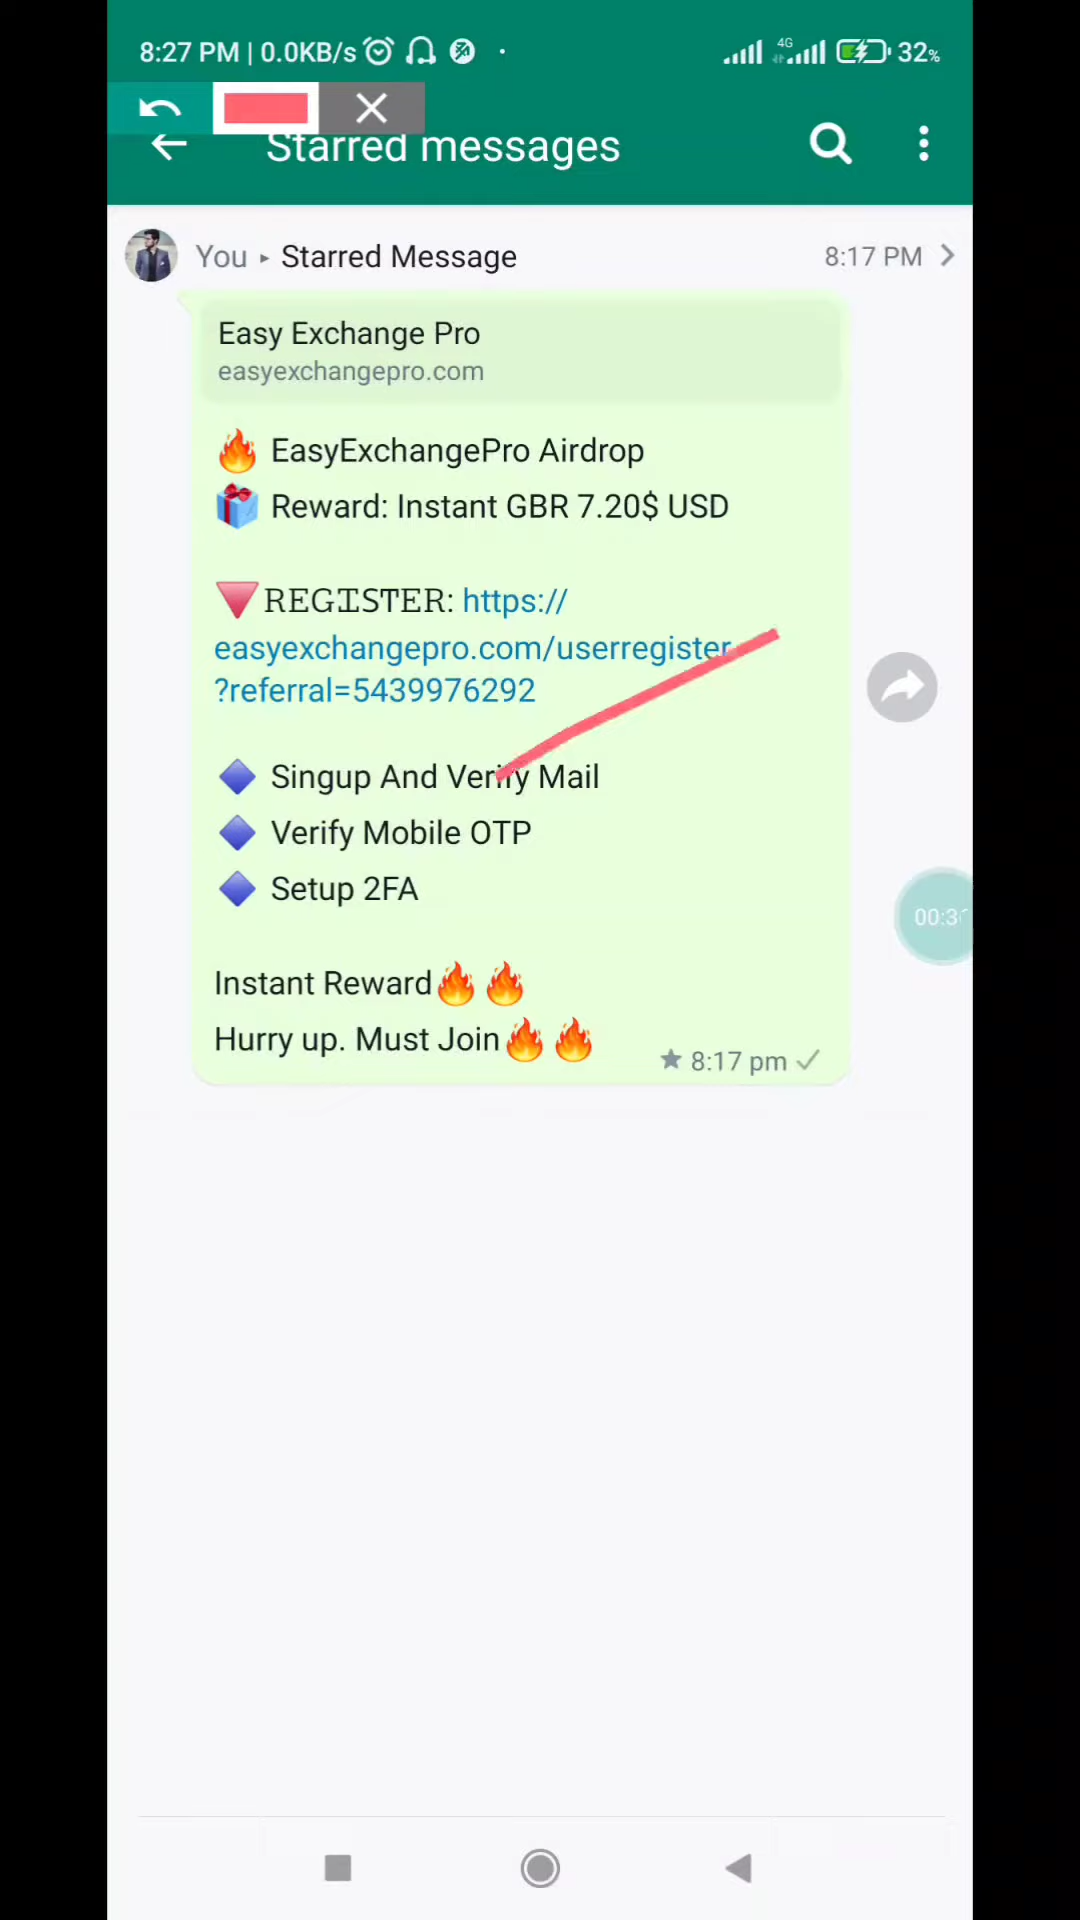 8:27 PM | 0.0KB/s
4G
32%
Starred messages
You ▸ Starred Message
8:17 PM
Easy Exchange Pro
easyexchangepro.com
🔥 EasyExchangePro Airdrop
🎁 Reward: Instant GBR 7.20$ USD
🔻𝚁𝙴𝙶𝙸𝚂𝚃𝙴𝚁: https://
easyexchangepro.com/userregister
?referral=5439976292
🔷 Singup And Verify Mail
🔷 Verify Mobile OTP
🔷 Setup 2FA
Instant Reward🔥🔥
Hurry up. Must Join🔥🔥
★ 8:17 pm ✓